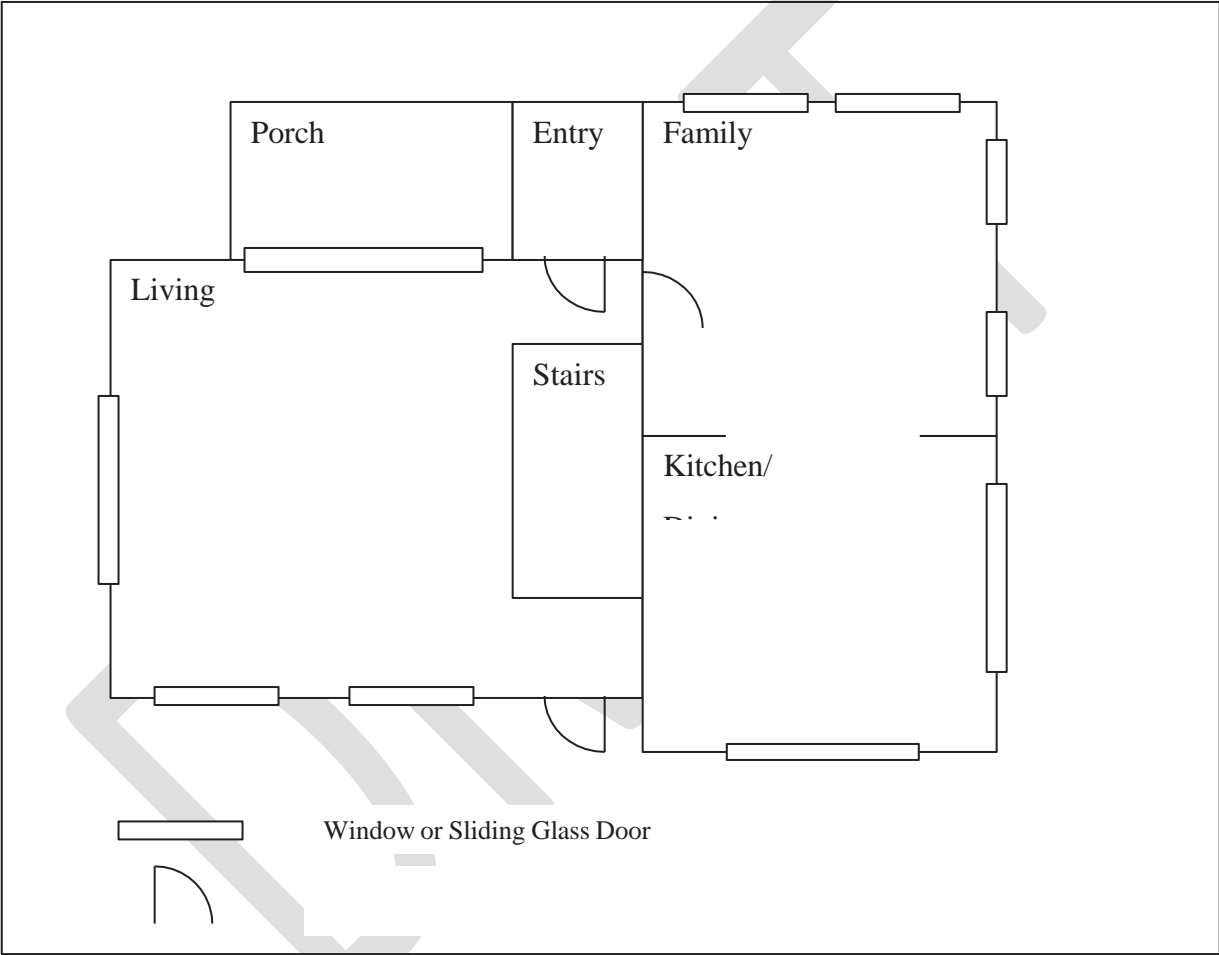 Porch
Entry
Family
Living
Stairs
Kitchen/
Window or Sliding Glass Door